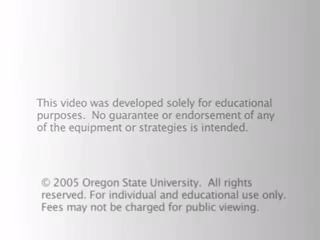 This video was developed solely for educational
purposes.  No guarantee or endorsement of any
of the equipment or strategies is intended.
© 2005 Oregon State University.  All rights
reserved. For individual and educational use only.
Fees may not be charged for public viewing.